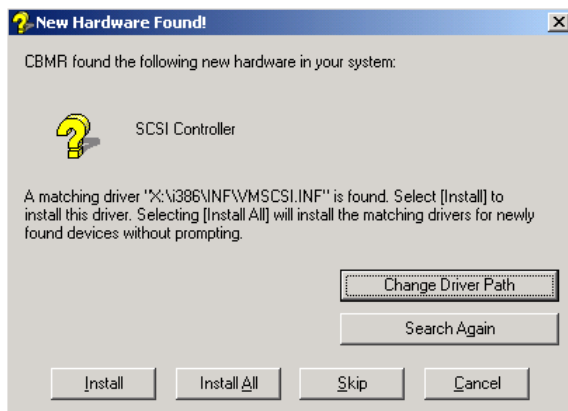 New Hardware Found!
CBMR found the following new hardware in your system:
SCSI Controller
A matching driver "X:\i386\INF\VMSCSI.INF" is found. Select [Install] to
install this driver. Selecting [Install All] will install the matching drivers for newly
found devices without prompting.
Change Driver Path
Search Again
Install Install All Skip Cancel